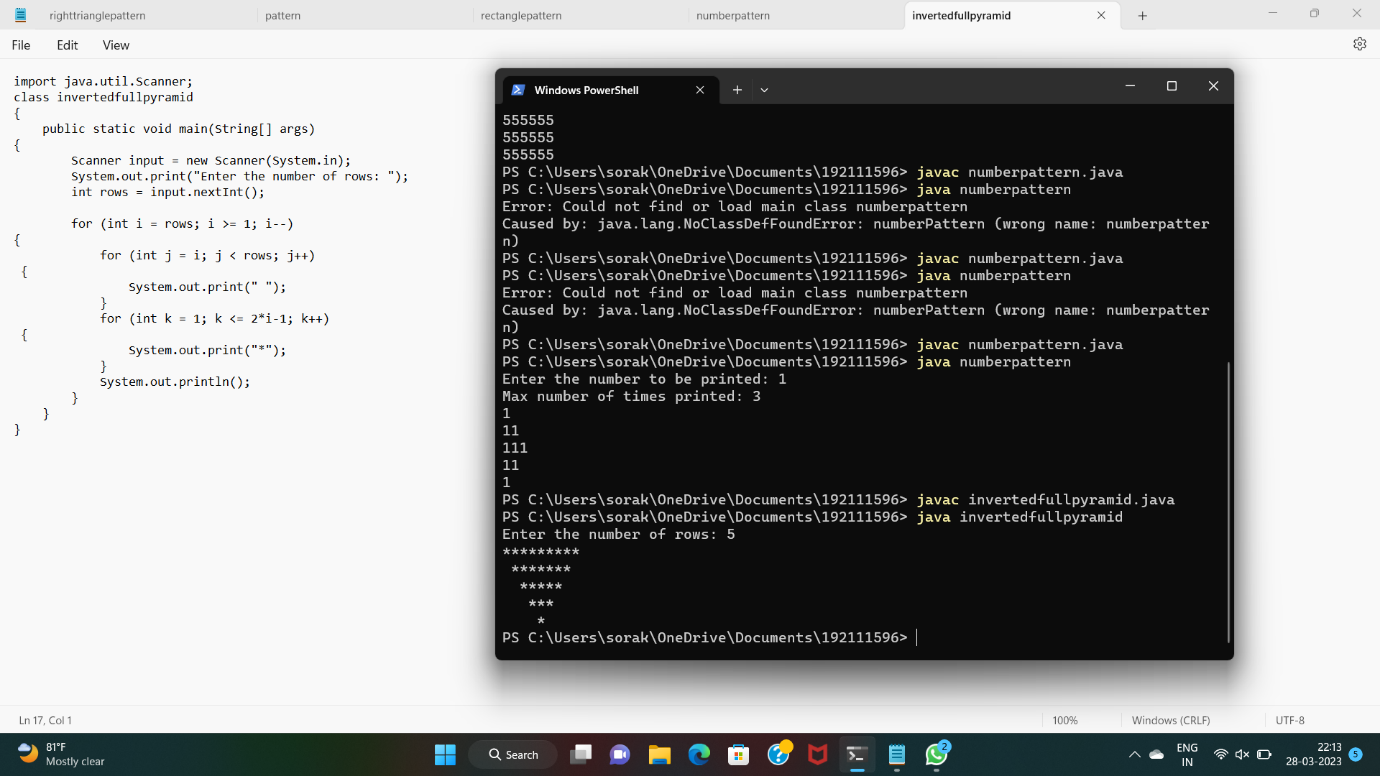 righttrianglepattern
pattern
rectanglepattern
numberpattern
invertedfullpyramid
File Edit View
import java.util.Scanner;
class invertedfullpyramid
{
    public static void main(String[] args)
{
        Scanner input = new Scanner(System.in);
        System.out.print("Enter the number of rows: ");
        int rows = input.nextInt();
        for (int i = rows; i >= 1; i--)
{
            for (int j = i; j < rows; j++)
 {
                System.out.print(" ");
            }
            for (int k = 1; k <= 2*i-1; k++)
 {
                System.out.print("*");
            }
            System.out.println();
        }
    }
}
Windows PowerShell
555555
555555
555555
PS C:\Users\sorak\OneDrive\Documents\192111596> javac numberpattern.java
PS C:\Users\sorak\OneDrive\Documents\192111596> java numberpattern
Error: Could not find or load main class numberpattern
Caused by: java.lang.NoClassDefFoundError: numberPattern (wrong name: numberpatter
n)
PS C:\Users\sorak\OneDrive\Documents\192111596> javac numberpattern.java
PS C:\Users\sorak\OneDrive\Documents\192111596> java numberpattern
Error: Could not find or load main class numberpattern
Caused by: java.lang.NoClassDefFoundError: numberPattern (wrong name: numberpatter
n)
PS C:\Users\sorak\OneDrive\Documents\192111596> javac numberpattern.java
PS C:\Users\sorak\OneDrive\Documents\192111596> java numberpattern
Enter the number to be printed: 1
Max number of times printed: 3
1
11
111
11
1
PS C:\Users\sorak\OneDrive\Documents\192111596> javac invertedfullpyramid.java
PS C:\Users\sorak\OneDrive\Documents\192111596> java invertedfullpyramid
Enter the number of rows: 5
*********
 *******
  *****
   ***
    *
PS C:\Users\sorak\OneDrive\Documents\192111596>
Ln 17, Col 1
100%
Windows (CRLF)
UTF-8
81°F
Mostly clear
Search
2
ENG
IN
22:13
28-03-2023
5